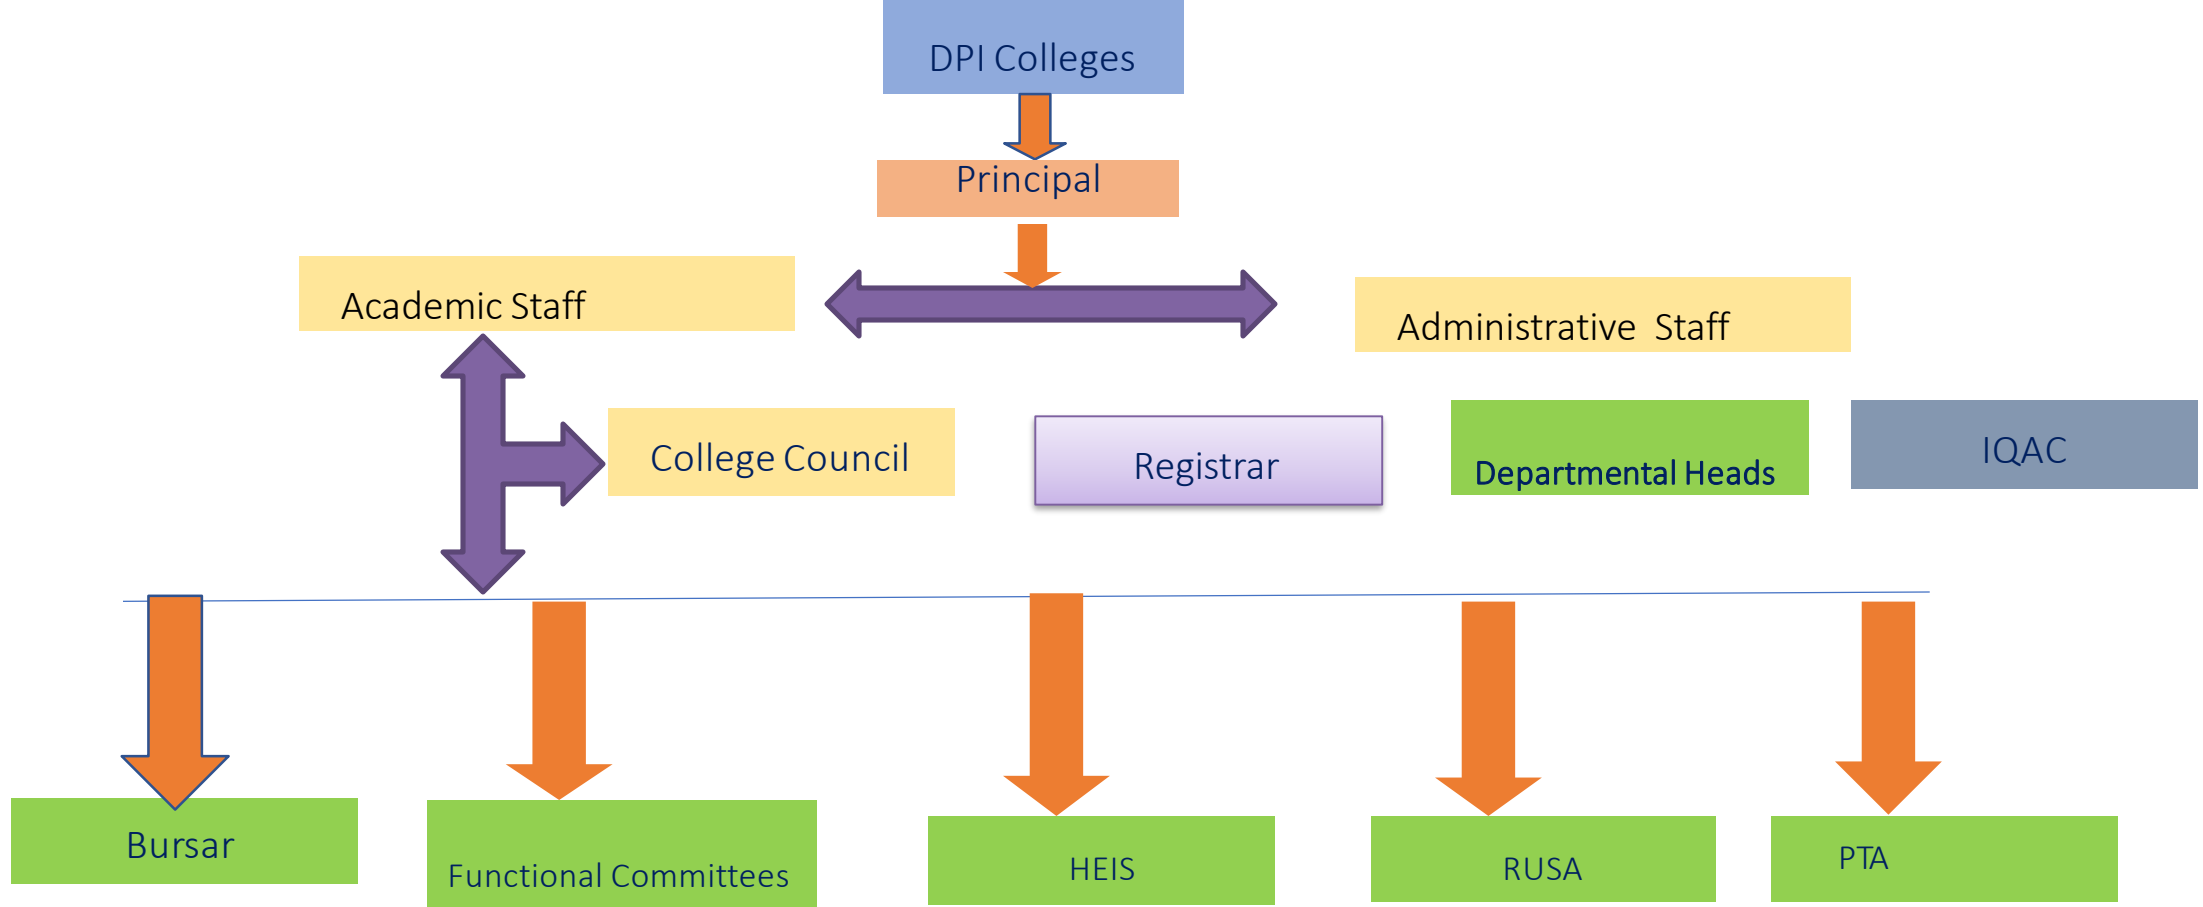 DPI Colleges
Principal
Academic Staff
Administrative  Staff
College Council
Registrar
Departmental Heads
IQAC
Bursar
Functional Committees
HEIS
RUSA
PTA